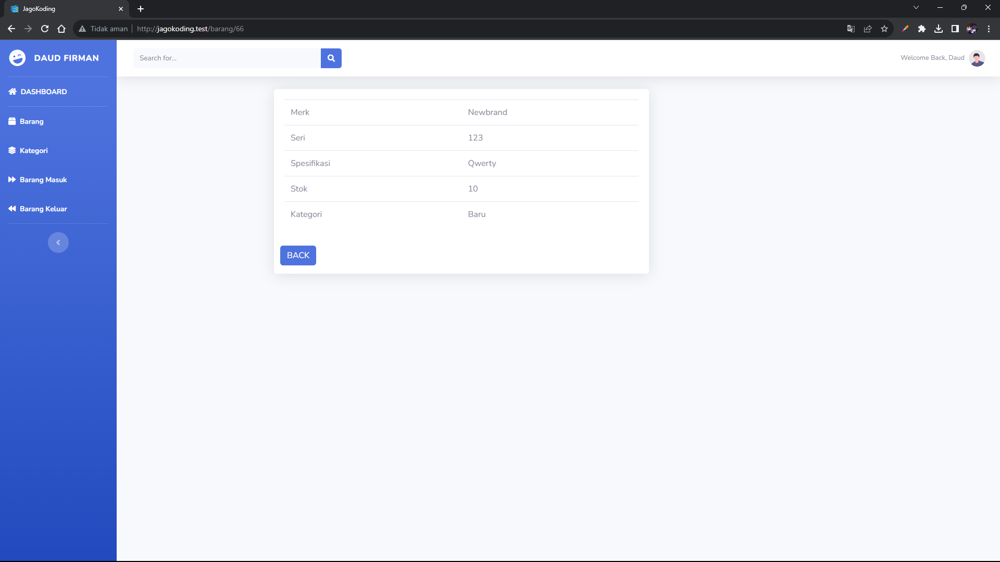 JagoKoding
Tidak aman http://jagokoding.test/barang/66
DAUD FIRMAN
Search for...
Welcome Back, Daud
DASHBOARD
Barang
Kategori
Barang Masuk
Barang Keluar
Merk Newbrand
Seri 123
Spesifikasi Qwerty
Stok 10
Kategori Baru
BACK